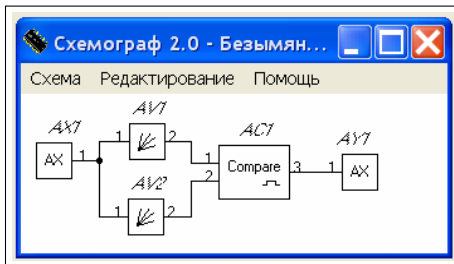 Схемограф 2.0 - Безымян...
Схема Редактирование Помощь
AV1
AX1 1 2 AC1
AX 1 1 Compare 3 1 AY1
AV2 2 AX
1 2